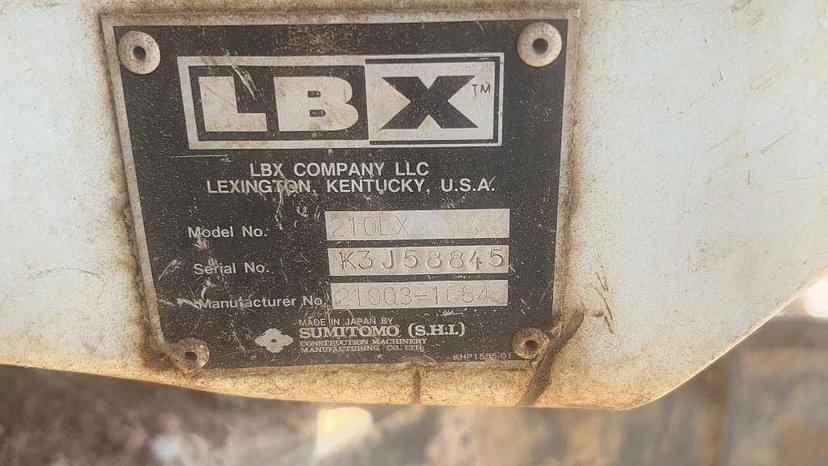 LBX™
LBX COMPANY LLC
LEXINGTON, KENTUCKY, U.S.A.
Model No. 210LX
Serial No. K3J58845
Manufacturer No. 210Q3-1084
MADE IN JAPAN BY
SUMITOMO (S.H.I.)
CONSTRUCTION MACHINERY
MANUFACTURING CO., LTD.